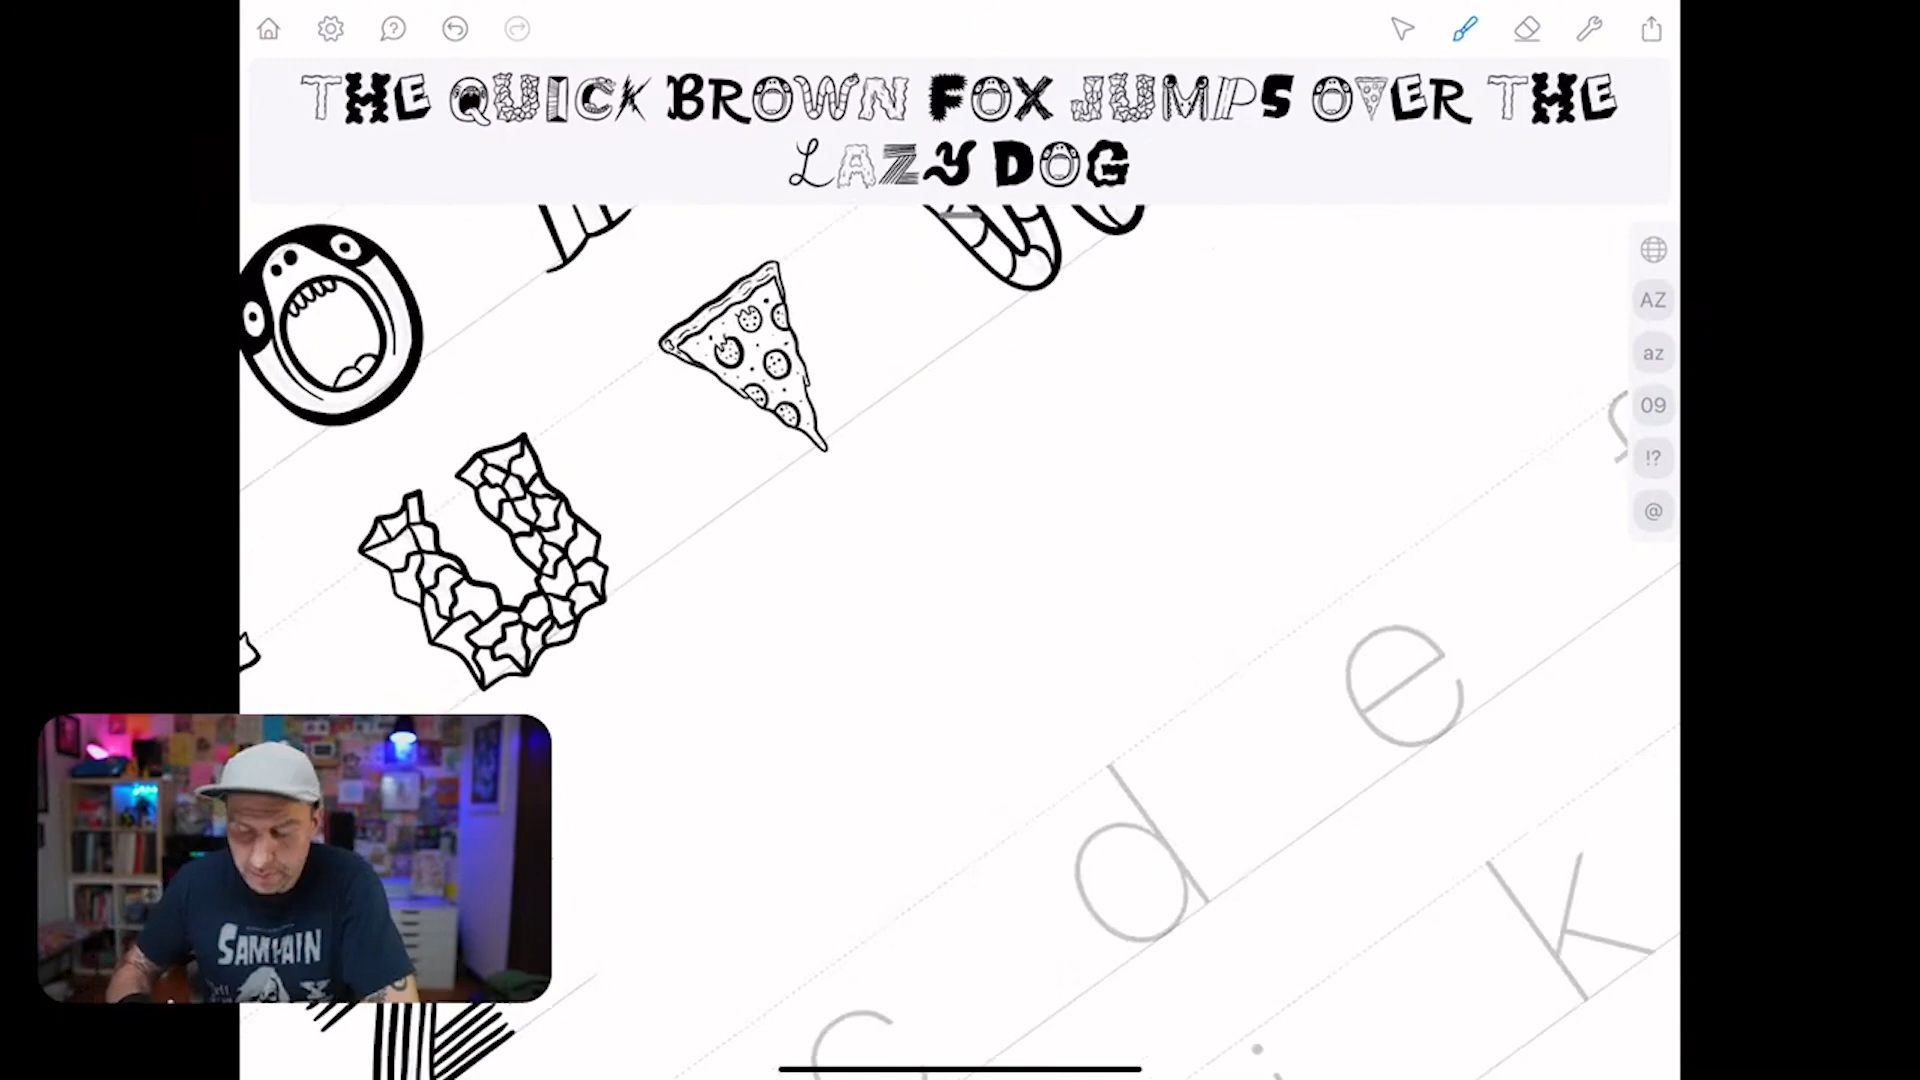 THE QUICK BROWN FOX JUMPS OVER THE
LAZY DOG
AZ
az
09
!?
@
U
e
d
k
c
i
SAMHAIN